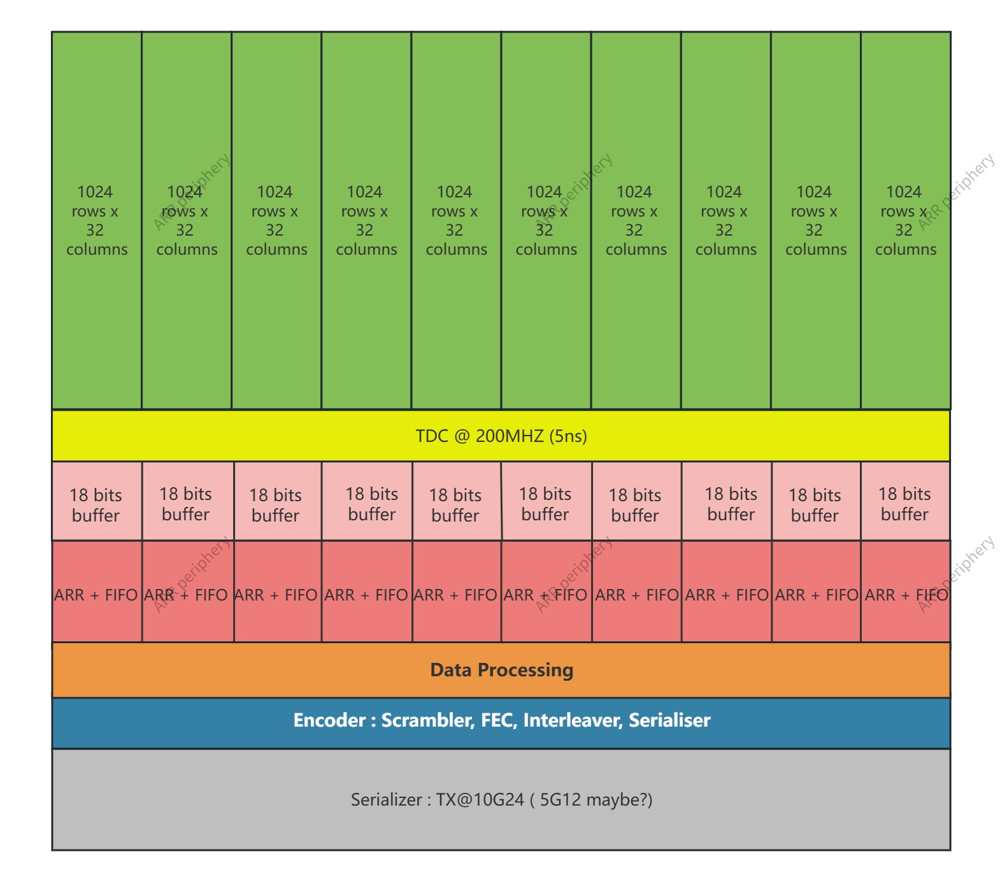 1024
rows x
32
columns
1024
rows x
32
columns
1024
rows x
32
columns
1024
rows x
32
columns
1024
rows x
32
columns
1024
rows x
32
columns
1024
rows x
32
columns
1024
rows x
32
columns
1024
rows x
32
columns
1024
rows x
32
columns
ARR periphery
ARR periphery
ARR periphery
TDC @ 200MHZ (5ns)
18 bits
buffer
18 bits
buffer
18 bits
buffer
18 bits
buffer
18 bits
buffer
18 bits
buffer
18 bits
buffer
18 bits
buffer
18 bits
buffer
18 bits
buffer
ARR + FIFO
ARR + FIFO
ARR + FIFO
ARR + FIFO
ARR + FIFO
ARR + FIFO
ARR + FIFO
ARR + FIFO
ARR + FIFO
ARR + FIFO
ARR periphery
ARR periphery
ARR periphery
Data Processing
Encoder : Scrambler, FEC, Interleaver, Serialiser
Serializer : TX@10G24 ( 5G12 maybe?)